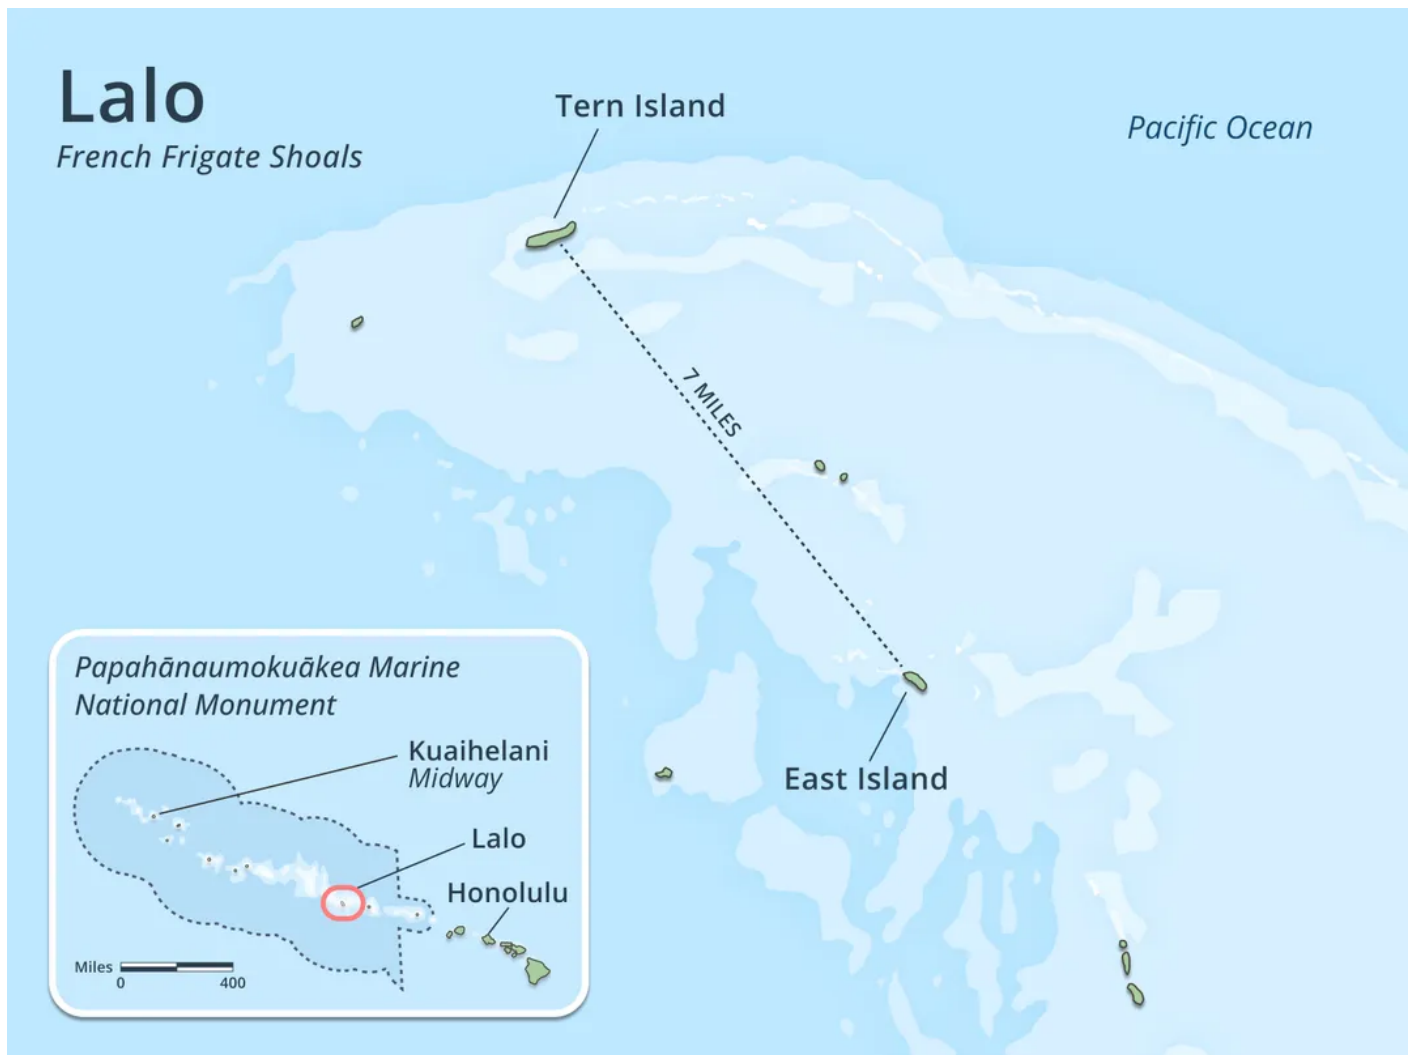 Lalo
French Frigate Shoals
Tern Island
Pacific Ocean
7 MILES
East Island
Papahānaumokuākea Marine
National Monument
Kuaihelani
Midway
Lalo
Honolulu
Miles
0 400